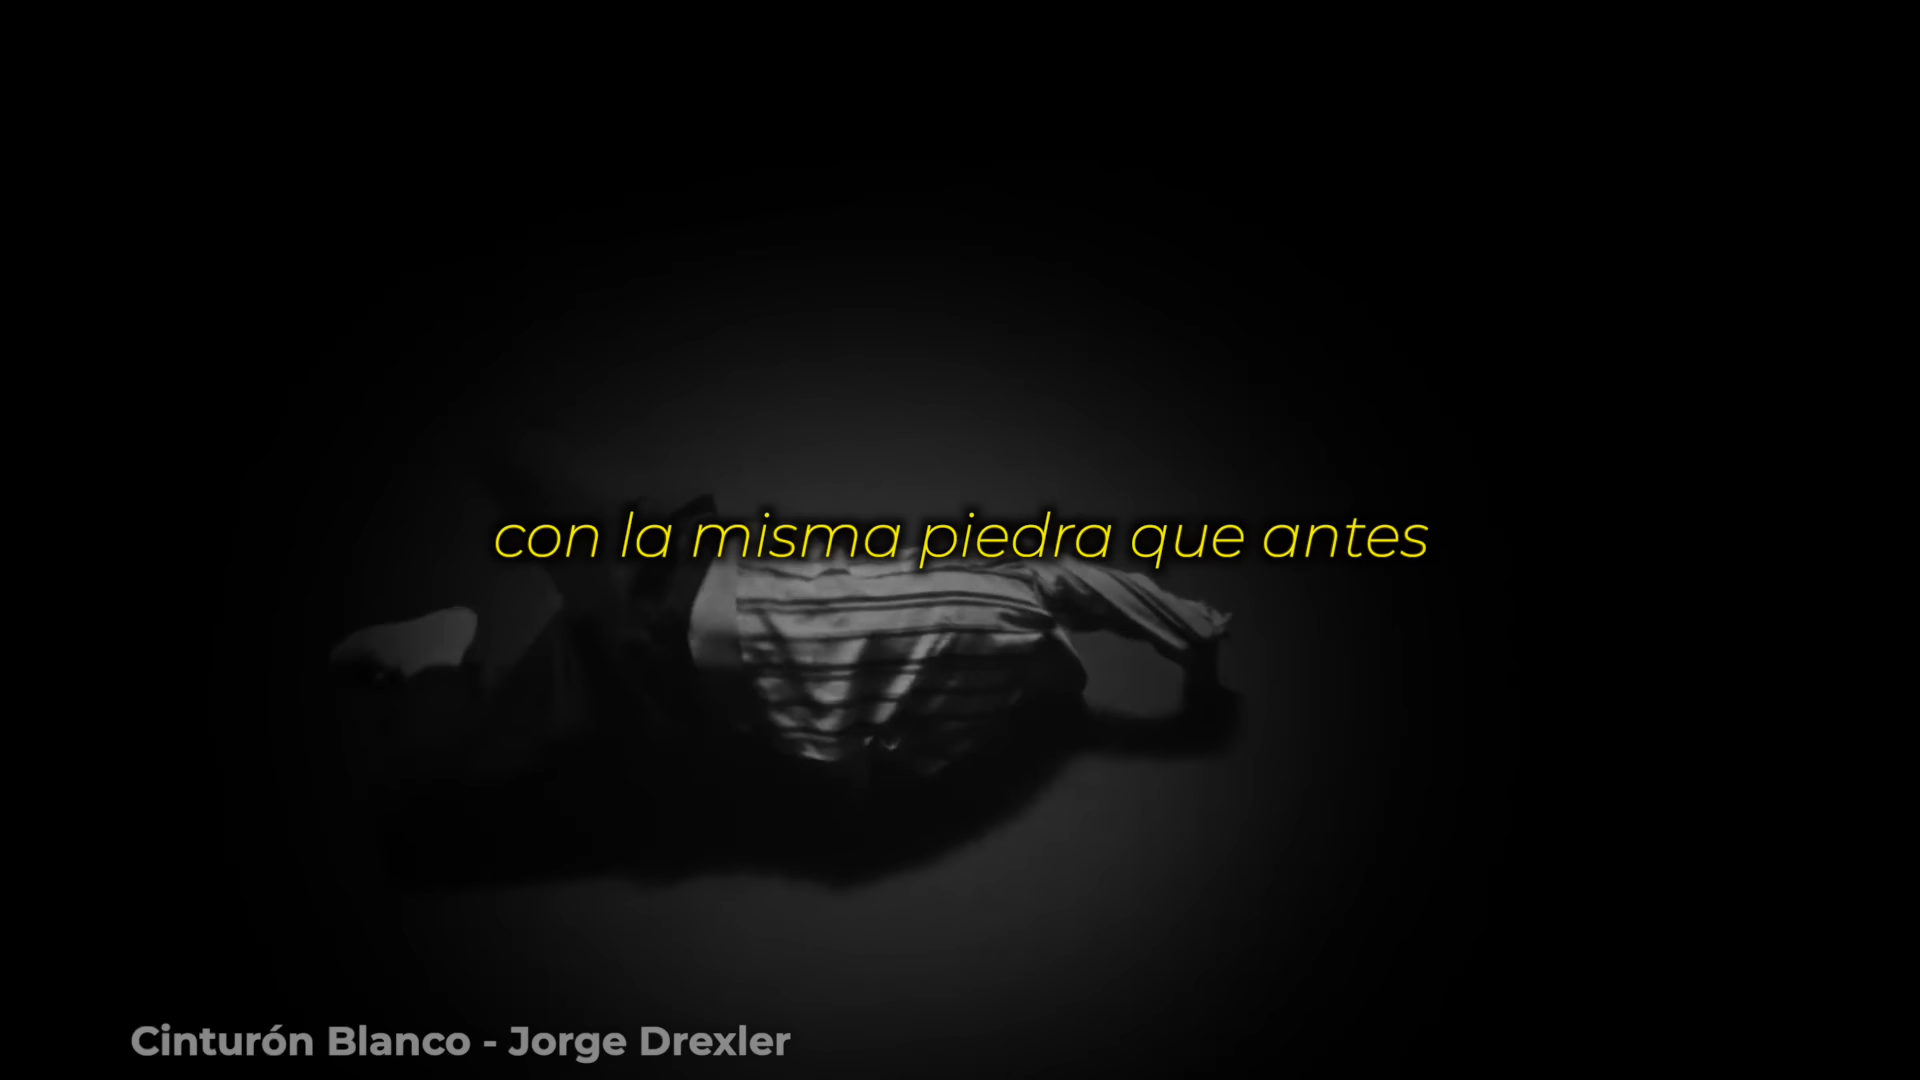 con la misma piedra que antes
Cinturón Blanco - Jorge Drexler